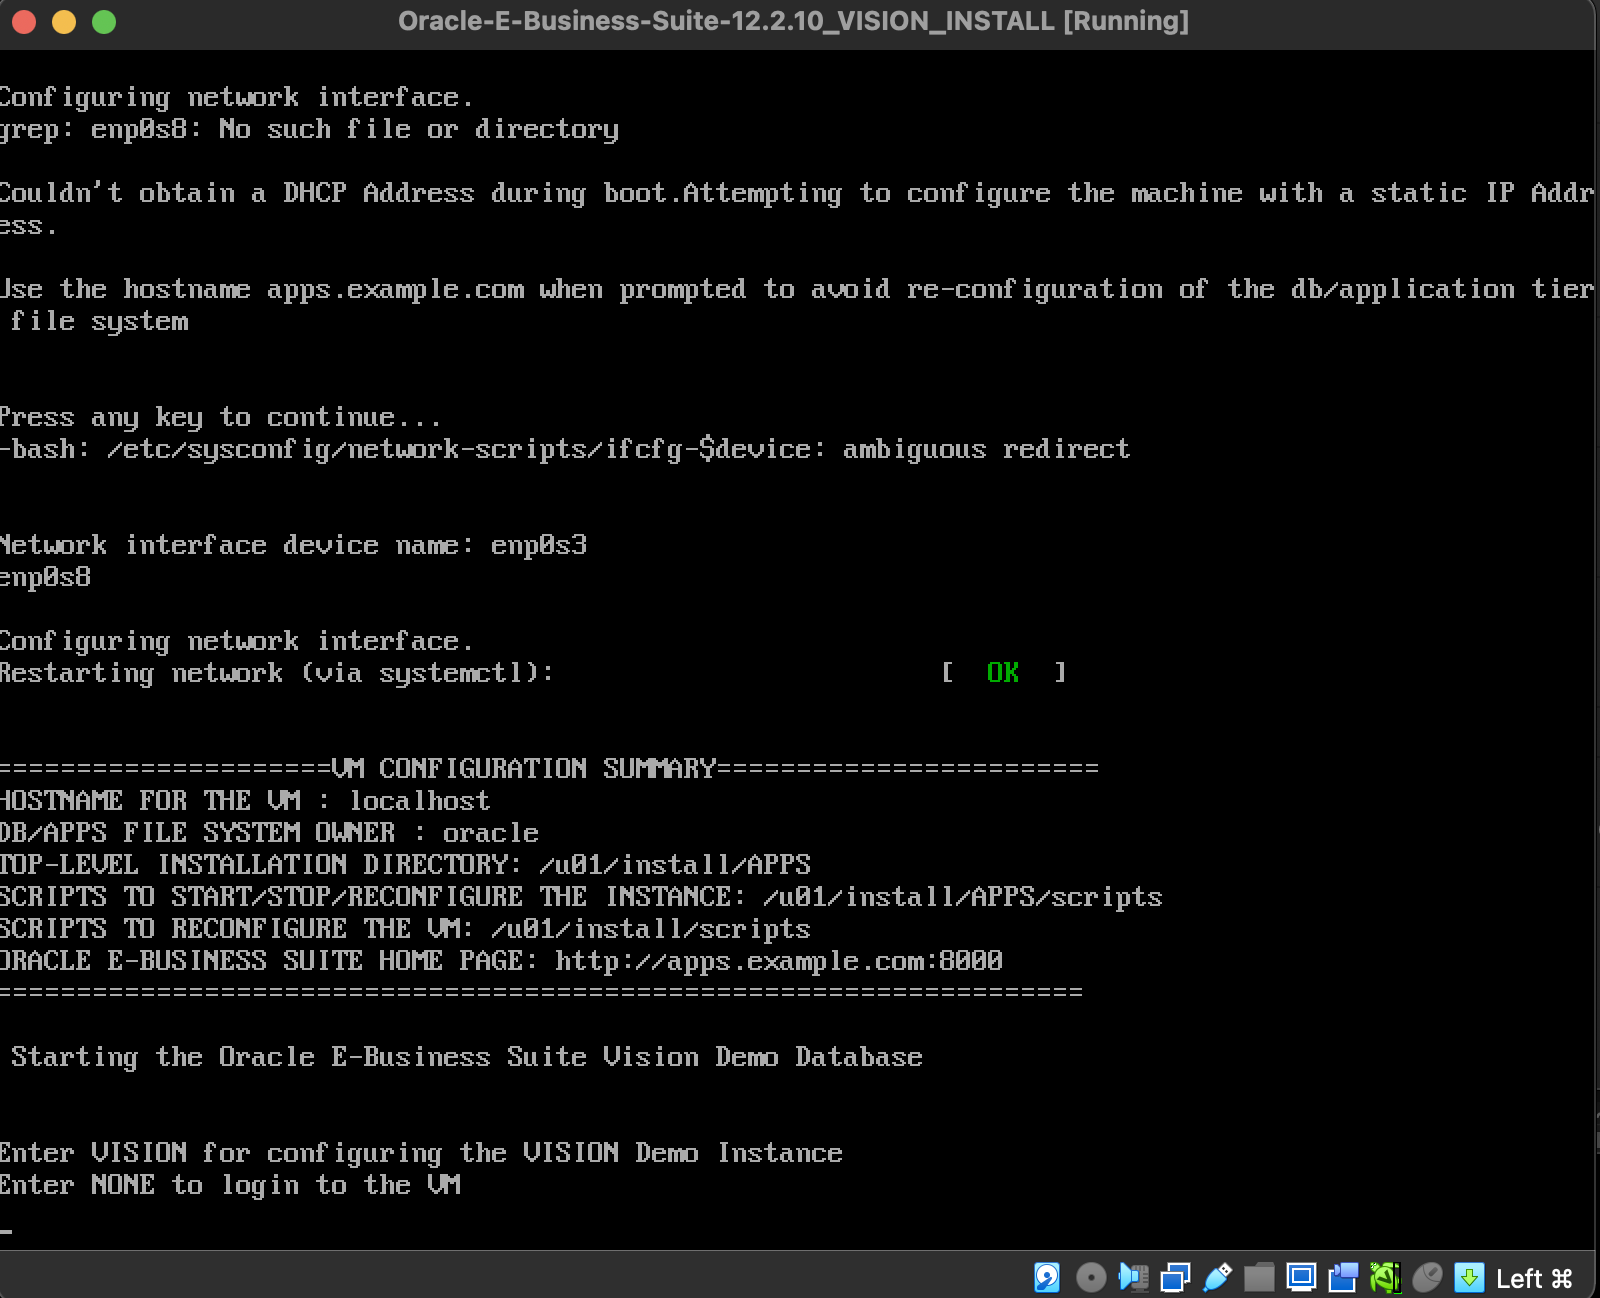 Oracle-E-Business-Suite-12.2.10_VISION_INSTALL [Running]
Configuring network interface.
grep: enp0s8: No such file or directory
Couldn't obtain a DHCP Address during boot.Attempting to configure the machine with a static IP Addr
ess.
Use the hostname apps.example.com when prompted to avoid re-configuration of the db/application tier
file system
Press any key to continue...
-bash: /etc/sysconfig/network-scripts/ifcfg-$device: ambiguous redirect
Network interface device name: enp0s3
enp0s8
Configuring network interface.
Restarting network (via systemctl): [ OK ]
=====================VM CONFIGURATION SUMMARY========================
HOSTNAME FOR THE VM : localhost
DB/APPS FILE SYSTEM OWNER : oracle
TOP-LEVEL INSTALLATION DIRECTORY: /u01/install/APPS
SCRIPTS TO START/STOP/RECONFIGURE THE INSTANCE: /u01/install/APPS/scripts
SCRIPTS TO RECONFIGURE THE VM: /u01/install/scripts
ORACLE E-BUSINESS SUITE HOME PAGE: http://apps.example.com:8000
====================================================================
Starting the Oracle E-Business Suite Vision Demo Database
Enter VISION for configuring the VISION Demo Instance
Enter NONE to login to the VM
_
Left ⌘